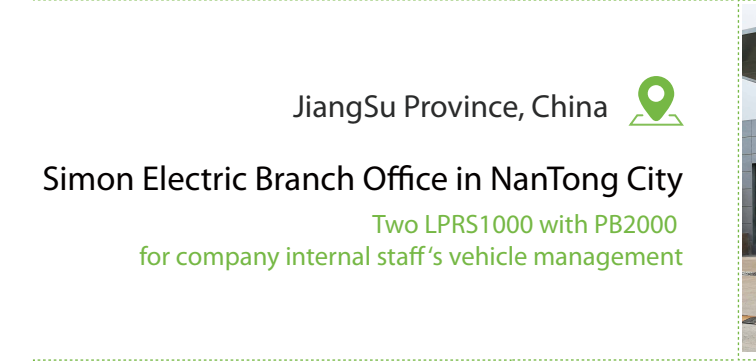 JiangSu Province, China
Simon Electric Branch Office in NanTong City
Two LPRS1000 with PB2000
for company internal staff's vehicle management